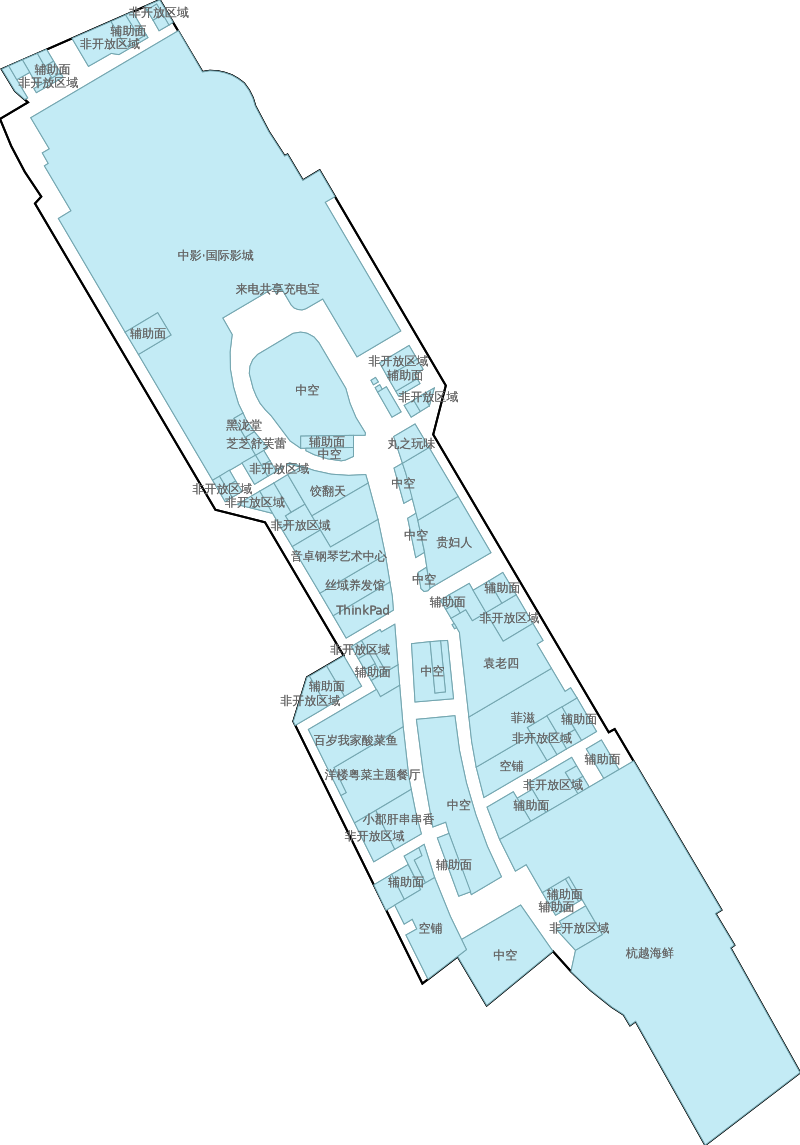 非开放区域
辅助面
非开放区域
辅助面
非开放区域
中影·国际影城
来电共享充电宝
辅助面
非开放区域
辅助面
中空
非开放区域
黑泷堂
芝芝舒芙蕾
辅助面
中空
丸之玩味
非开放区域
中空
非开放区域
饺翻天
非开放区域
非开放区域
中空
贵妇人
音卓钢琴艺术中心
中空
丝域养发馆
辅助面
辅助面
ThinkPad
非开放区域
非开放区域
袁老四
辅助面
中空
辅助面
非开放区域
菲滋
辅助面
百岁我家酸菜鱼
非开放区域
辅助面
空铺
洋楼粤菜主题餐厅
非开放区域
中空
辅助面
小郡肝串串香
非开放区域
辅助面
辅助面
辅助面
辅助面
空铺
非开放区域
中空
杭越海鲜